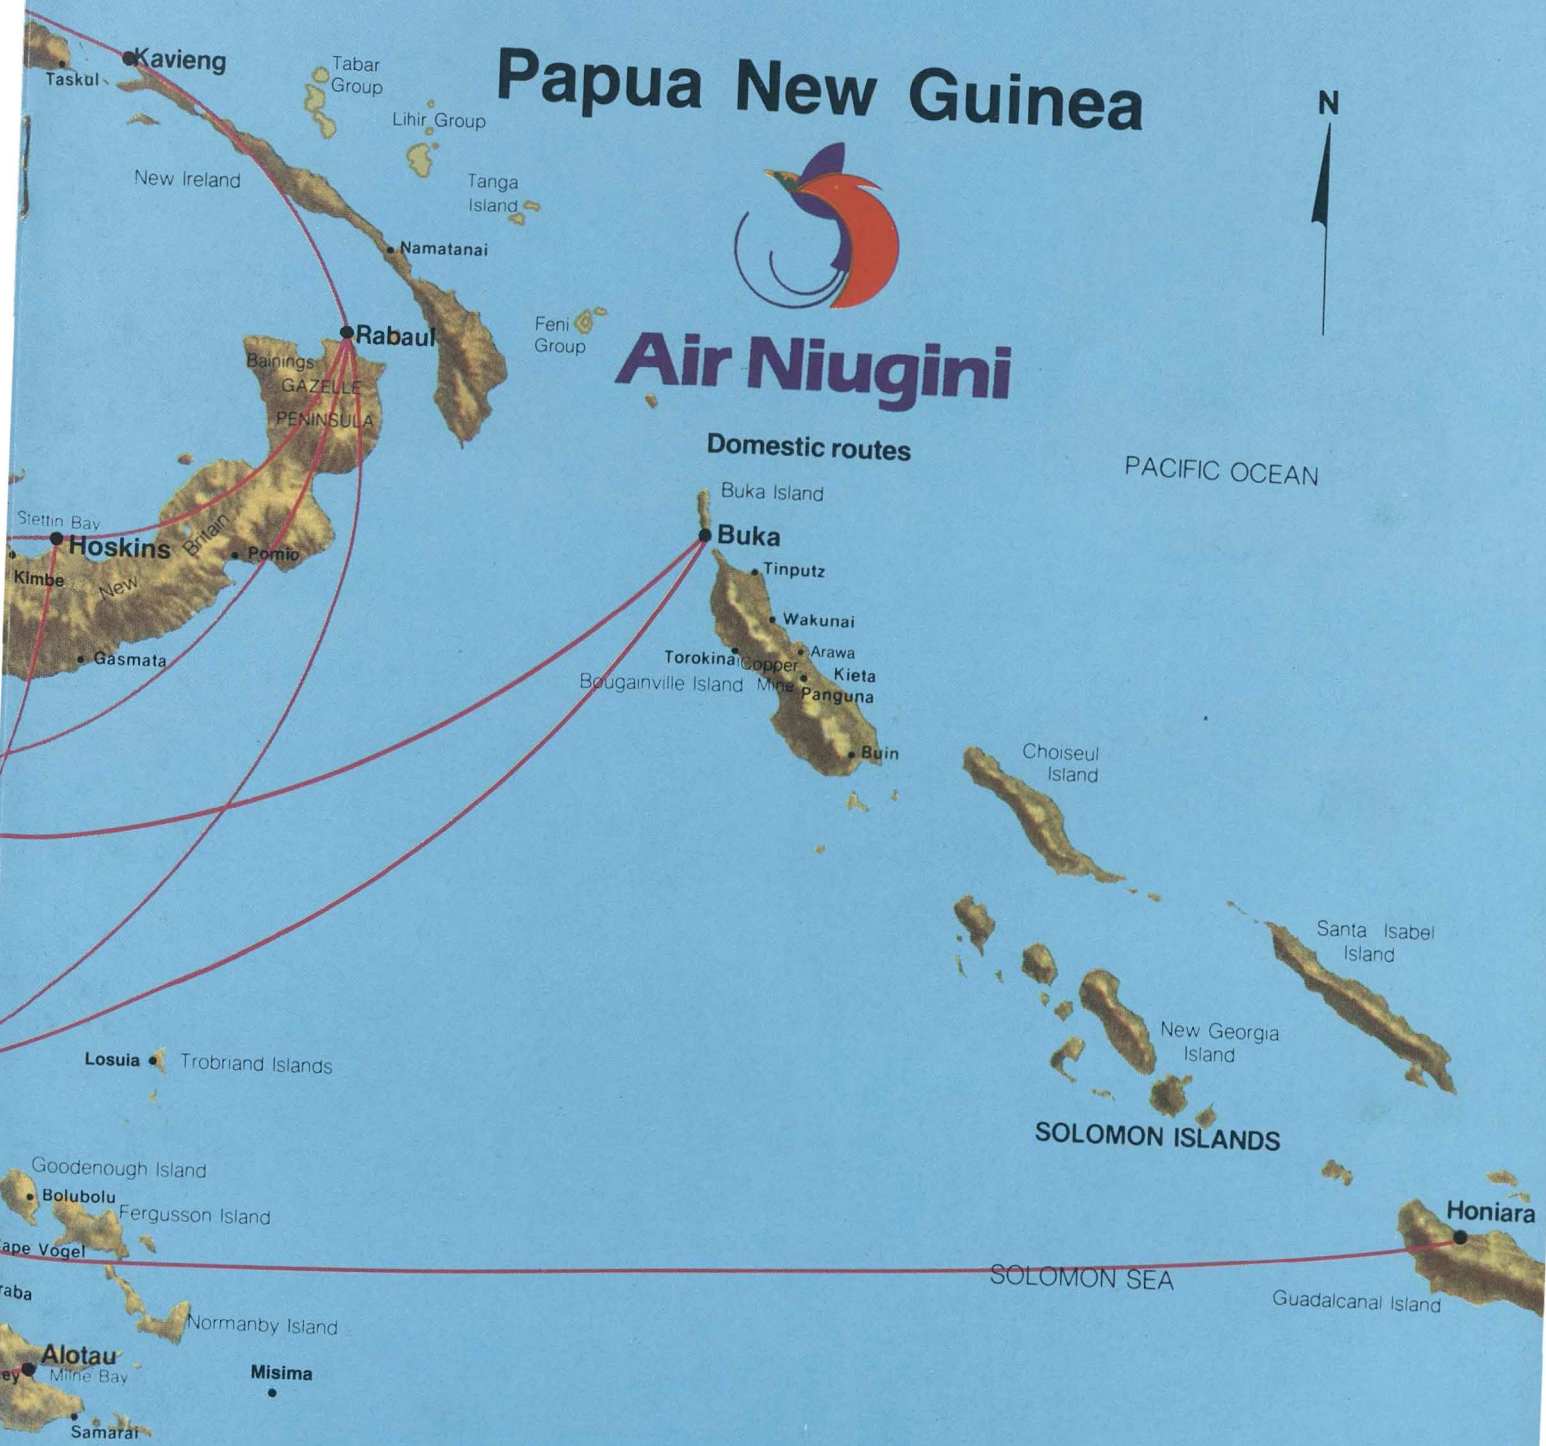 Papua New Guinea
N
Kavieng
Taskul
Tabar
Group
Lihir Group
New Ireland
Tanga
Island
Namatanai
Feni
Group
Rabaul
Bainings
GAZELLE
PENINSULA
Air Niugini
Domestic routes
PACIFIC OCEAN
Buka Island
Buka
Stettin Bay
Hoskins
Britain
New
Pomio
Kimbe
Gasmata
Tinputz
Wakunai
Arawa
Torokina
Copper
Mine
Kieta
Bougainville Island
Panguna
Buin
Choiseul
Island
Santa Isabel
Island
New Georgia
Island
SOLOMON ISLANDS
Losuia
Trobriand Islands
Goodenough Island
Bolubolu
Fergusson Island
ape Vogel
raba
Honiara
SOLOMON SEA
Guadalcanal Island
Normanby Island
Alotau
ey
Milne Bay
Misima
Samarai